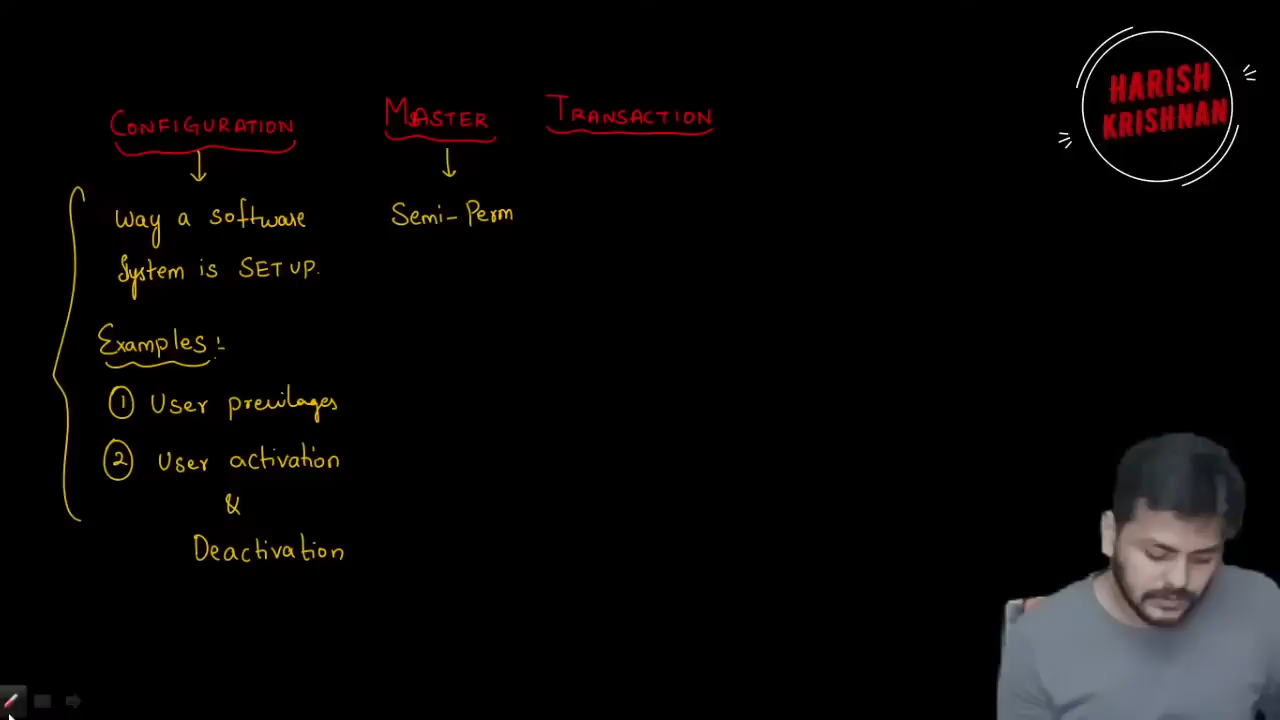 HARISH
KRISHNAN
CONFIGURATION
MASTER
TRANSACTION
Way a software
System is SETUP.
Semi-Perm
Examples:
① User previlages
② User activation
&
Deactivation